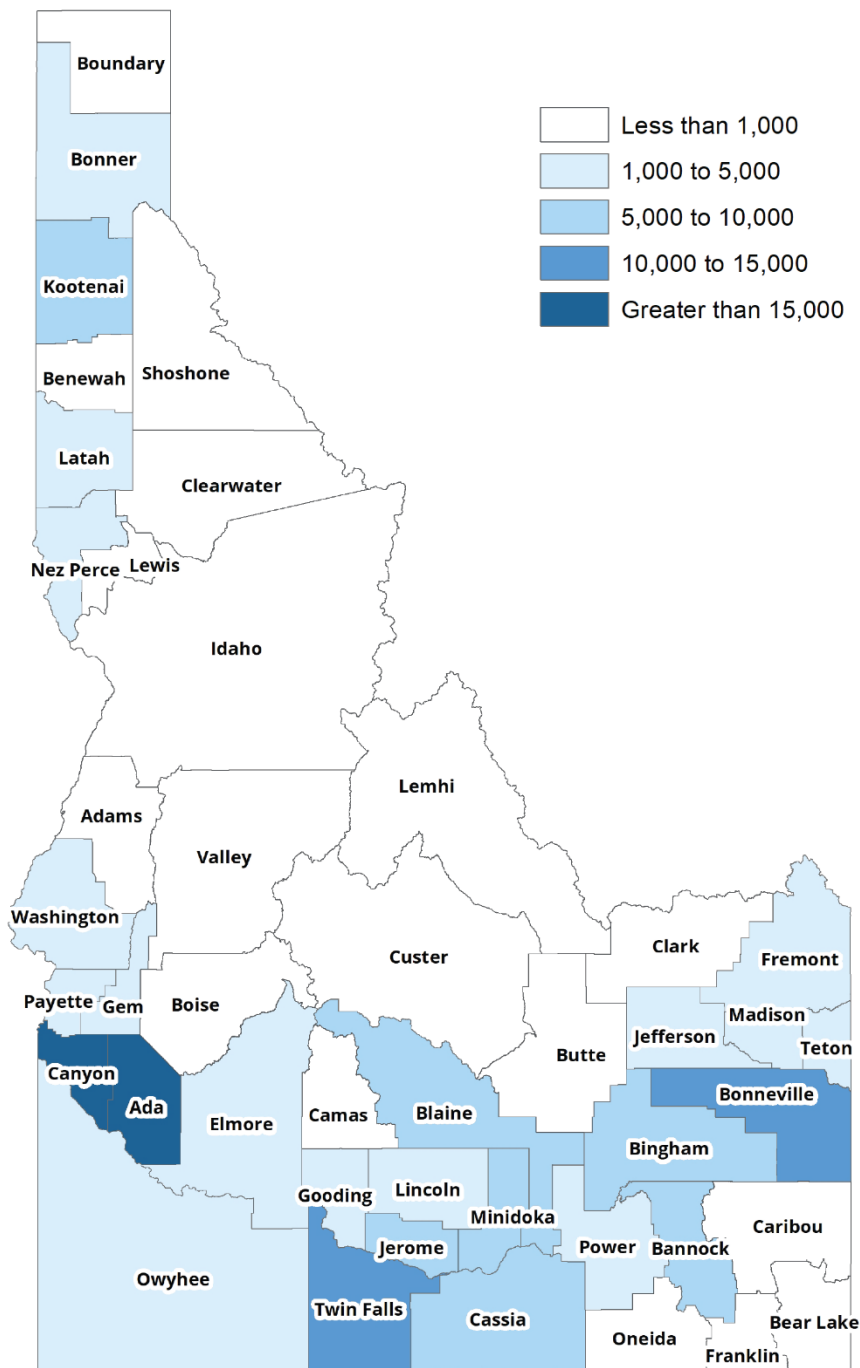 Boundary
Less than 1,000
Bonner
1,000 to 5,000
5,000 to 10,000
10,000 to 15,000
Kootenai
Greater than 15,000
Benewah
Shoshone
Latah
Clearwater
Nez Perce
Lewis
Idaho
Lemhi
Adams
Valley
Washington
Custer
Clark
Fremont
Payette
Gem
Boise
Madison
Jefferson
Teton
Butte
Canyon
Ada
Elmore
Camas
Blaine
Bonneville
Bingham
Gooding
Lincoln
Minidoka
Jerome
Power
Bannock
Caribou
Owyhee
Twin Falls
Cassia
Oneida
Bear Lake
Franklin